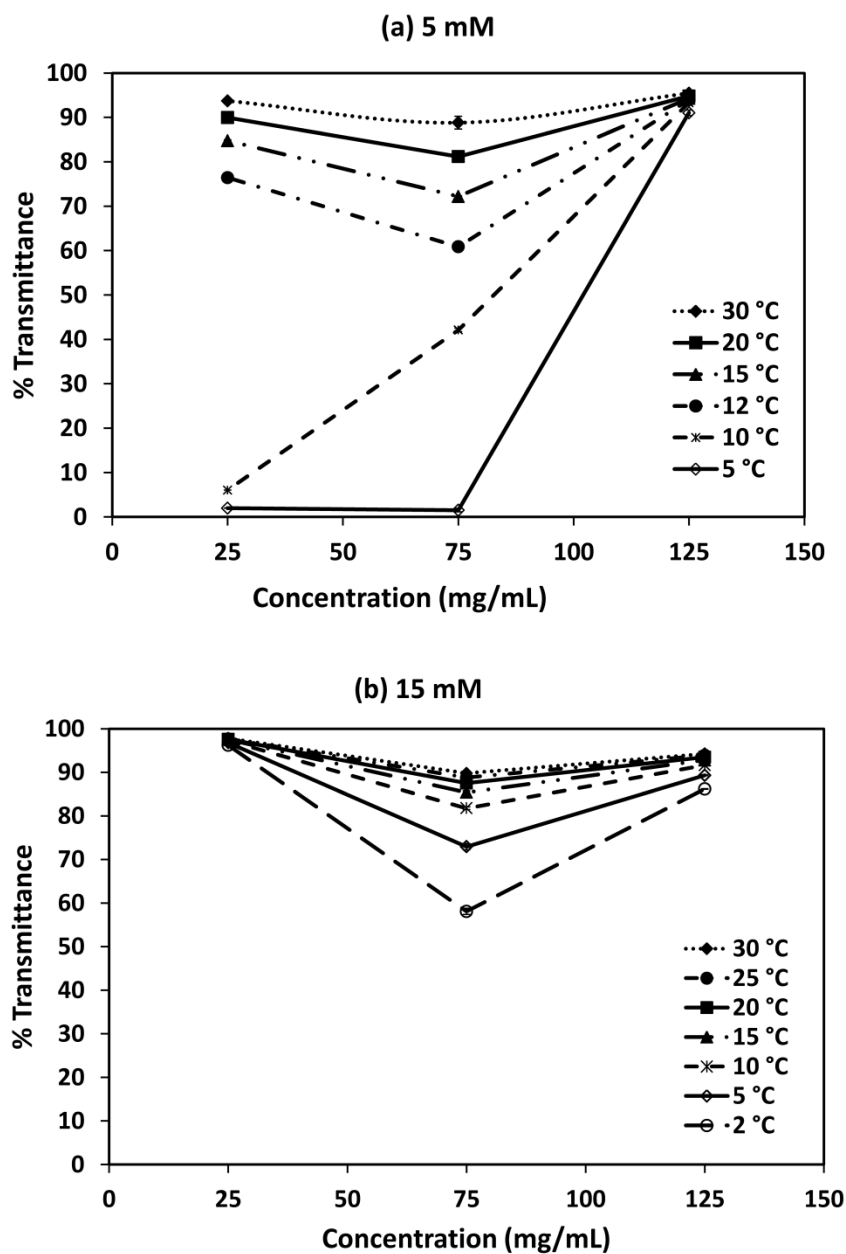 (a) 5 mM
100
90
80
70
60
50
40
30
20
10
0
% Transmittance
30 °C
20 °C
15 °C
12 °C
10 °C
5 °C
0 25 50 75 100 125 150
Concentration (mg/mL)
(b) 15 mM
100
90
80
70
60
50
40
30
20
10
0
% Transmittance
30 °C
25 °C
20 °C
15 °C
10 °C
5 °C
2 °C
0 25 50 75 100 125 150
Concentration (mg/mL)